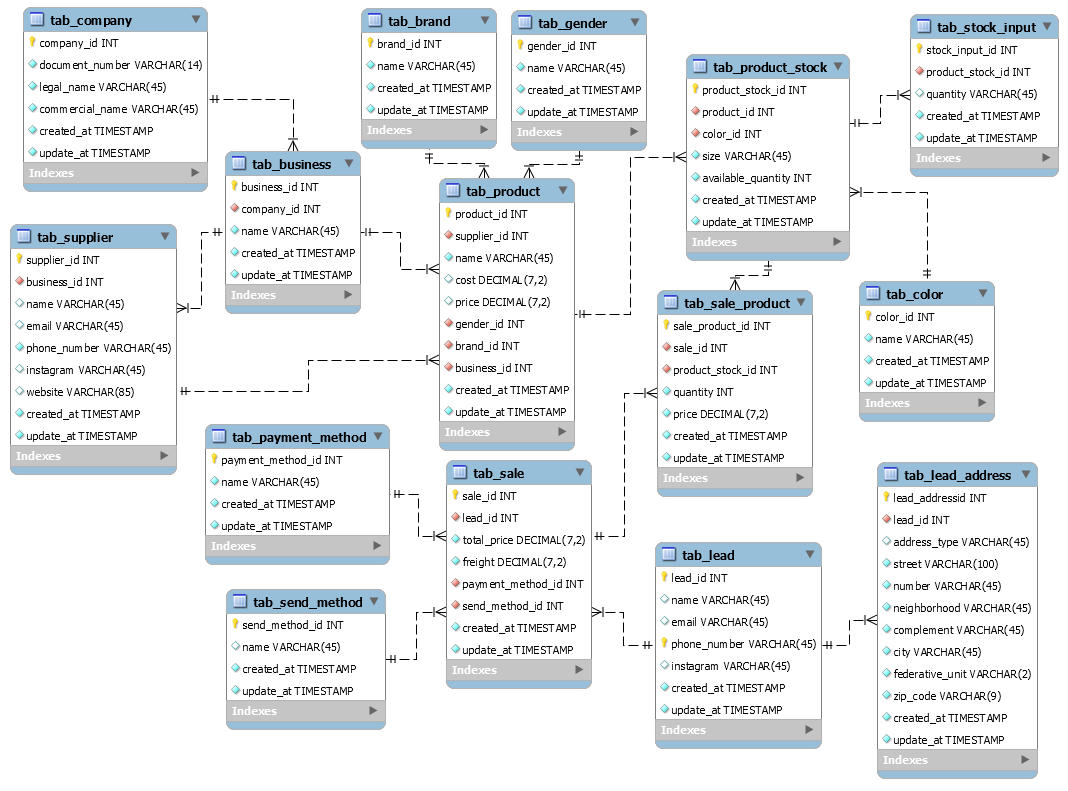 tab_company
company_id INT
document_number VARCHAR(14)
legal_name VARCHAR(45)
commercial_name VARCHAR(45)
created_at TIMESTAMP
update_at TIMESTAMP
Indexes
tab_brand
brand_id INT
name VARCHAR(45)
created_at TIMESTAMP
update_at TIMESTAMP
Indexes
tab_gender
gender_id INT
name VARCHAR(45)
created_at TIMESTAMP
update_at TIMESTAMP
Indexes
tab_product_stock
product_stock_id INT
product_id INT
color_id INT
size VARCHAR(45)
available_quantity INT
created_at TIMESTAMP
update_at TIMESTAMP
Indexes
tab_stock_input
stock_input_id INT
product_stock_id INT
quantity VARCHAR(45)
created_at TIMESTAMP
update_at TIMESTAMP
Indexes
tab_business
business_id INT
company_id INT
name VARCHAR(45)
created_at TIMESTAMP
update_at TIMESTAMP
Indexes
tab_product
product_id INT
supplier_id INT
name VARCHAR(45)
cost DECIMAL(7,2)
price DECIMAL(7,2)
gender_id INT
brand_id INT
business_id INT
created_at TIMESTAMP
update_at TIMESTAMP
Indexes
tab_supplier
supplier_id INT
business_id INT
name VARCHAR(45)
email VARCHAR(45)
phone_number VARCHAR(45)
instagram VARCHAR(45)
website VARCHAR(85)
created_at TIMESTAMP
update_at TIMESTAMP
Indexes
tab_sale_product
sale_product_id INT
sale_id INT
product_stock_id INT
quantity INT
price DECIMAL(7,2)
created_at TIMESTAMP
update_at TIMESTAMP
Indexes
tab_color
color_id INT
name VARCHAR(45)
created_at TIMESTAMP
update_at TIMESTAMP
Indexes
tab_payment_method
payment_method_id INT
name VARCHAR(45)
created_at TIMESTAMP
update_at TIMESTAMP
Indexes
tab_sale
sale_id INT
lead_id INT
total_price DECIMAL(7,2)
freight DECIMAL(7,2)
payment_method_id INT
send_method_id INT
created_at TIMESTAMP
update_at TIMESTAMP
Indexes
tab_lead_address
lead_addressid INT
lead_id INT
address_type VARCHAR(45)
street VARCHAR(100)
number VARCHAR(45)
neighborhood VARCHAR(45)
complement VARCHAR(45)
city VARCHAR(45)
federative_unit VARCHAR(2)
zip_code VARCHAR(9)
created_at TIMESTAMP
update_at TIMESTAMP
Indexes
tab_lead
lead_id INT
name VARCHAR(45)
email VARCHAR(45)
phone_number VARCHAR(45)
instagram VARCHAR(45)
created_at TIMESTAMP
update_at TIMESTAMP
Indexes
tab_send_method
send_method_id INT
name VARCHAR(45)
created_at TIMESTAMP
update_at TIMESTAMP
Indexes